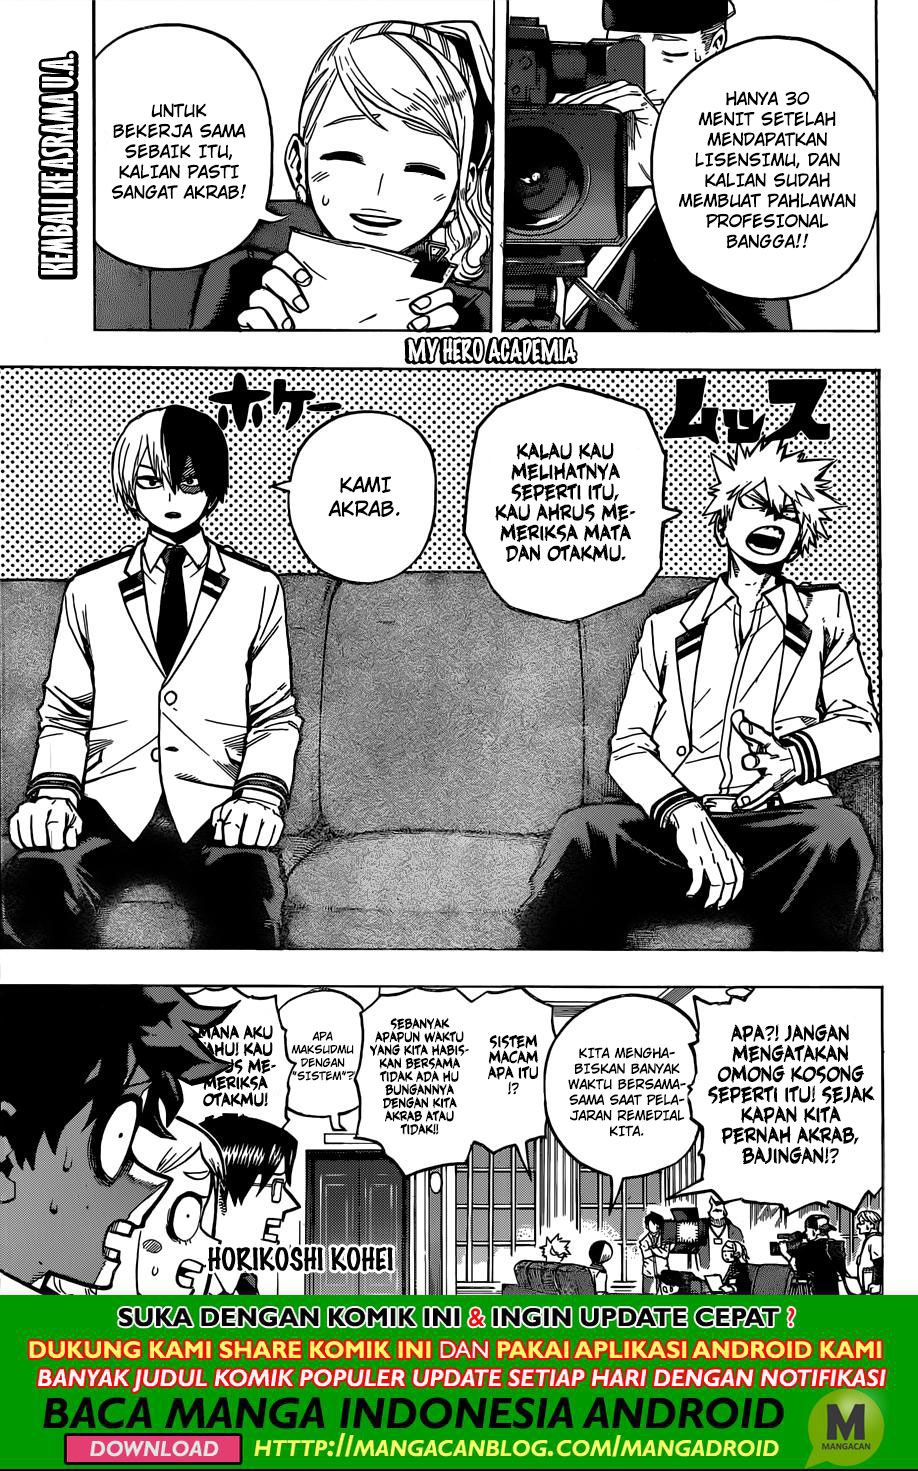 HANYA 30
MENIT SETELAH
MENDAPATKAN
LISENSIMU, DAN
KALIAN SUDAH
MEMBUAT PAHLAWAN
PROFESIONAL
BANGGA!!
UNTUK
BEKERJA SAMA
SEBAIK ITU,
KALIAN PASTI
SANGAT AKRAB!
KEMBALI KE ASRAMA U.A.
MY HERO ACADEMIA
ムッス
KALAU KAU
MELIHATNYA
SEPERTI ITU,
KAU AHRUS ME-
MERIKSA MATA
DAN OTAKMU.
ホケー
KAMI
AKRAB.
APA?! JANGAN
MENGATAKAN
OMONG KOSONG
SEPERTI ITU! SEJAK
KAPAN KITA
PERNAH AKRAB,
BAJINGAN!?
KITA MENGHA-
BISKAN BANYAK
WAKTU BERSAMA-
SAMA SAAT PELA-
JARAN REMEDIAL
KITA.
SISTEM
MACAM
APA ITU
!?
SEBANYAK
APAPUN WAKTU
YANG KITA HABIS-
KAN BERSAMA
TIDAK ADA HU
BUNGANNYA
DENGAN KITA
AKRAB ATAU
TIDAK!!
APA
MAKSUDMU
DENGAN
"SISTEM"?
MANA AKU
TAHU! KAU
ME-
MERIKSA
OTAKMU!
HORIKOSHI KOHEI
SUKA DENGAN KOMIK INI & INGIN UPDATE CEPAT ?
DUKUNG KAMI SHARE KOMIK INI DAN PAKAI APLIKASI ANDROID KAMI
BANYAK JUDUL KOMIK POPULER UPDATE SETIAP HARI DENGAN NOTIFIKASI
BACA MANGA INDONESIA ANDROID
DOWNLOAD HTTTP://MANGACANBLOG.COM/MANGADROID
M
MANGACAN